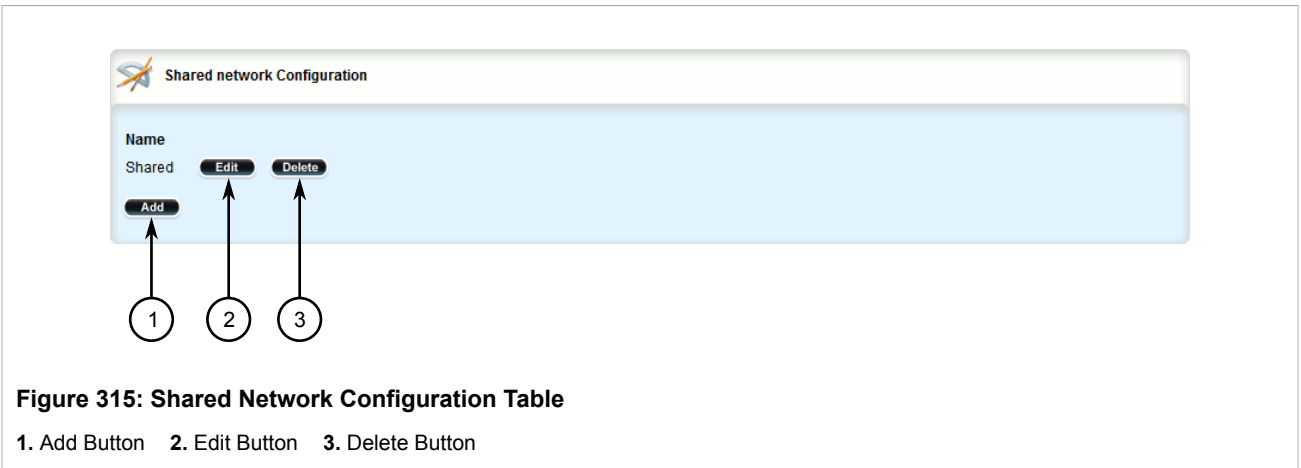 Shared network Configuration
Name
Shared Edit Delete
Add
1 2 3
Figure 315: Shared Network Configuration Table
1. Add Button 2. Edit Button 3. Delete Button